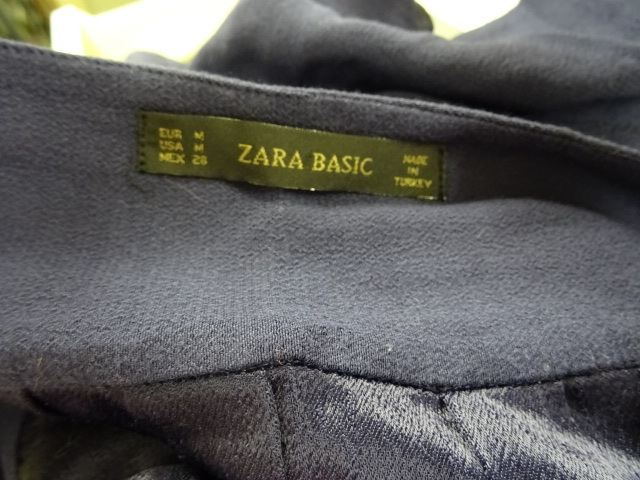 EUR M
USA M
MEX 28
ZARA BASIC
MADE
IN
TURKEY